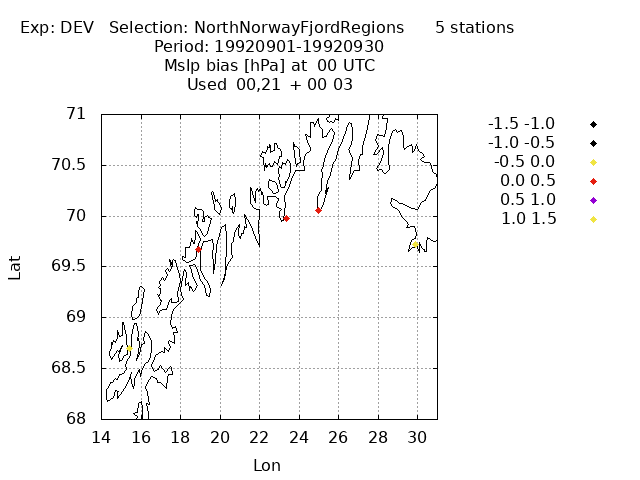 Exp: DEV   Selection: NorthNorwayFjordRegions      5 stations
Period: 19920901-19920930
Mslp bias [hPa] at  00 UTC
Used  00,21  + 00 03
-1.5 -1.0
-1.0 -0.5
-0.5 0.0
0.0 0.5
0.5 1.0
1.0 1.5
71
70.5
70
69.5
69
68.5
68
Lat
14 16 18 20 22 24 26 28 30
Lon